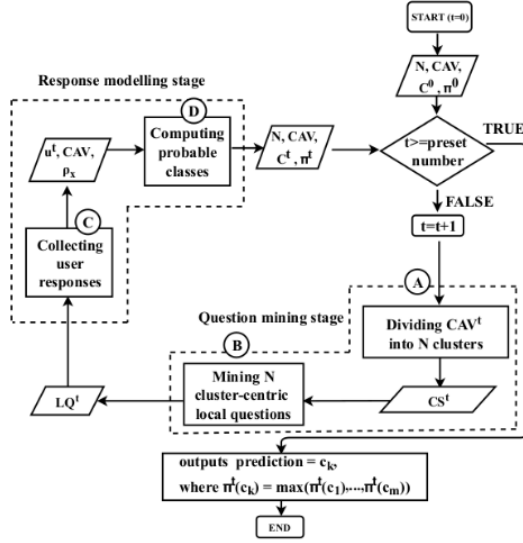 START (t=0)
N, CAV,
C⁰, π⁰
Response modelling stage
D
Computing
probable
classes
uᵗ, CAV,
ρₓ
N, CAV,
Cᵗ, πᵗ
t>=preset
number
TRUE
FALSE
t=t+1
C
Collecting
user
responses
A
Question mining stage
Dividing CAVᵗ
into N clusters
B
Mining N
cluster-centric
local questions
LQᵗ
CSᵗ
outputs prediction = cₖ,
where πᵗ(cₖ) = max(πᵗ(c₁),...,πᵗ(cₘ))
END